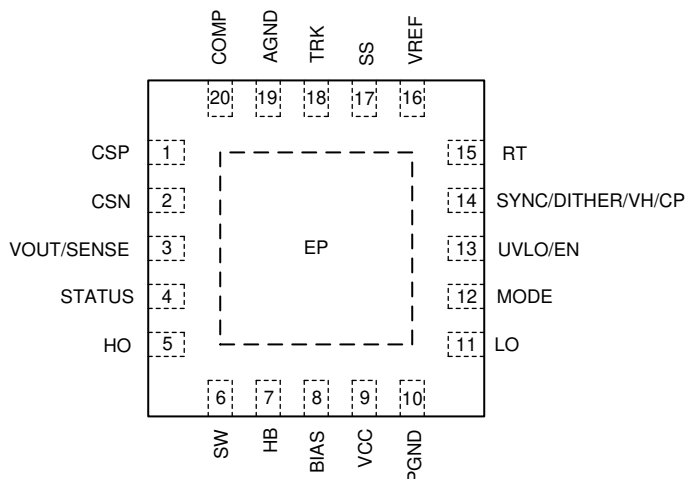 COMP
AGND
TRK
SS
VREF
20
19
18
17
16
CSP
1
15
RT
CSN
2
14
SYNC/DITHER/VH/CP
VOUT/SENSE
3
EP
13
UVLO/EN
STATUS
4
12
MODE
HO
5
11
LO
6
7
8
9
10
SW
HB
BIAS
VCC
PGND